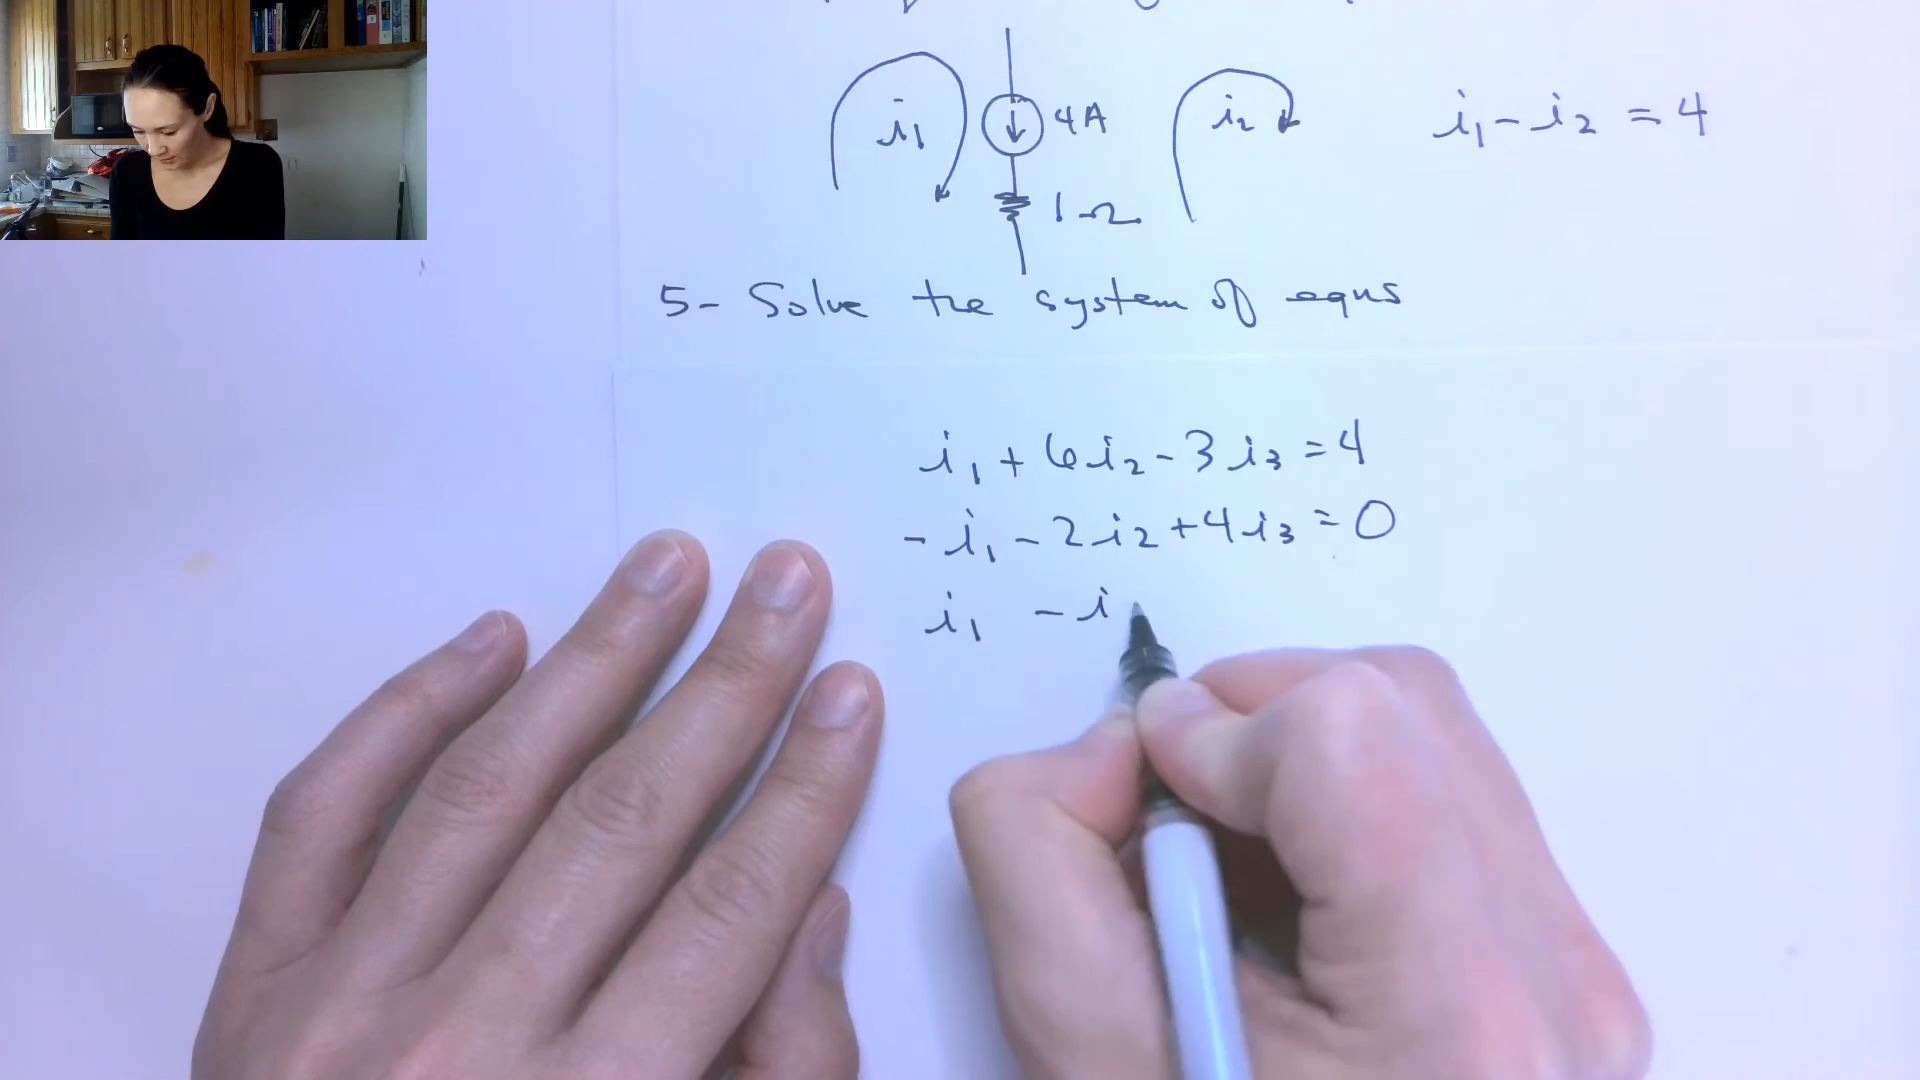 i1 4A i2 i1 - i2 = 4
1Ω
5- Solve the system of eqns
i1 + 6i2 - 3i3 = 4
- i1 - 2i2 + 4i3 = 0
i1 - i